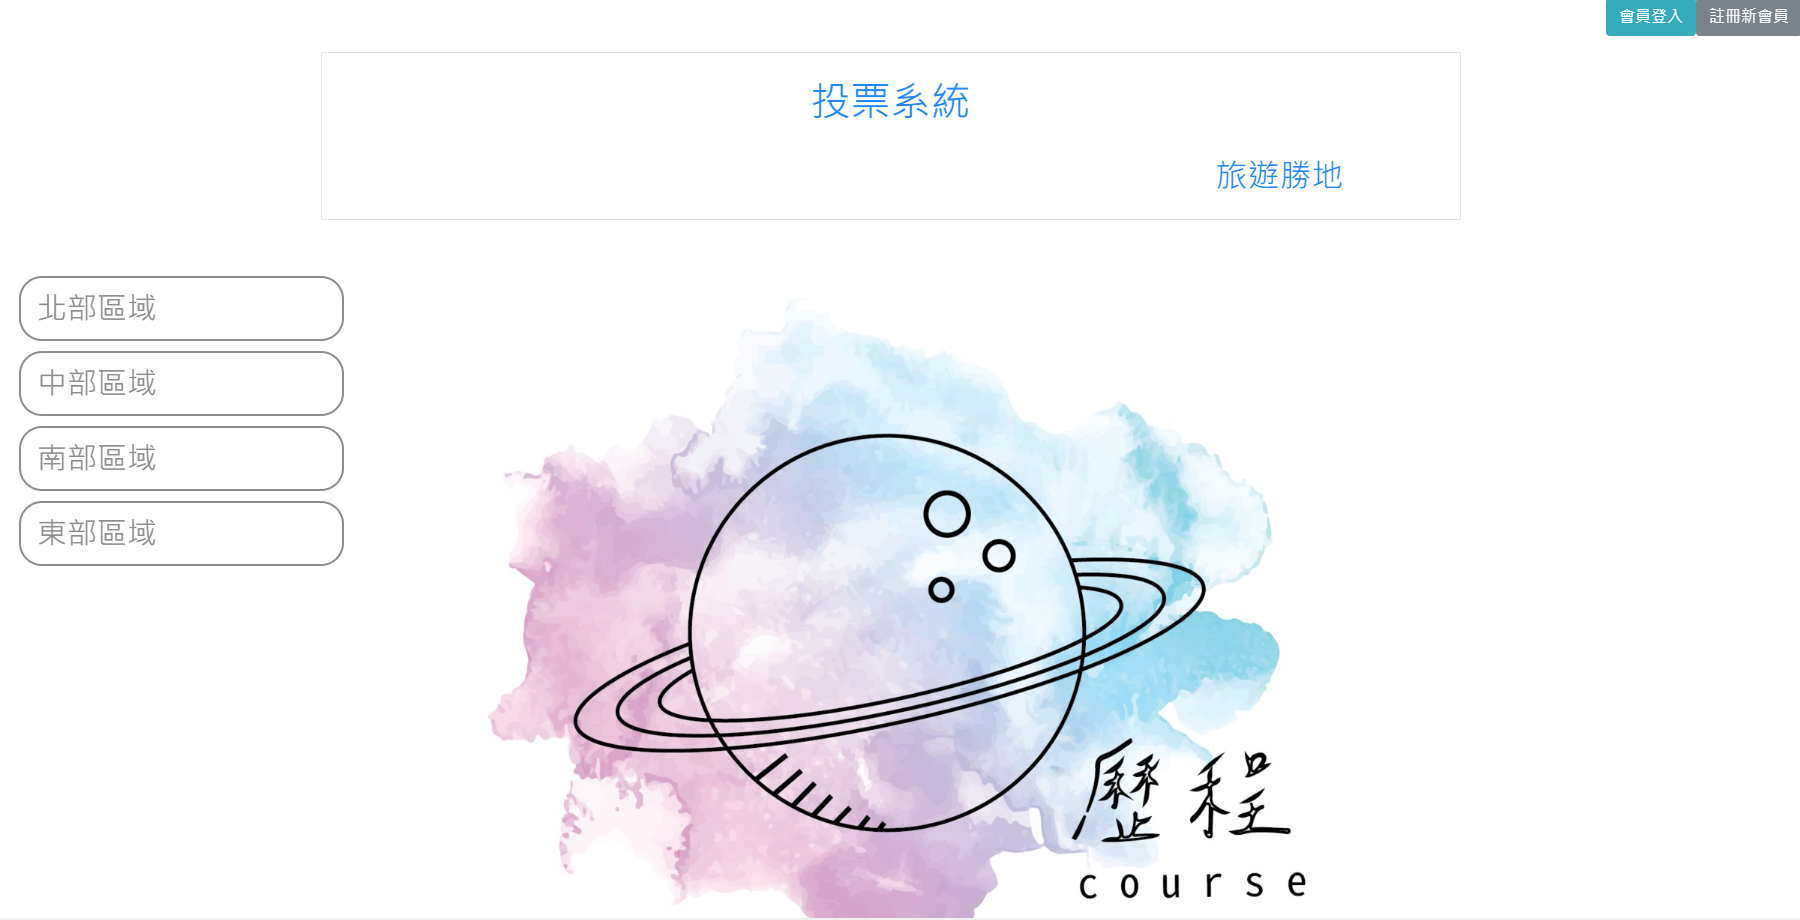 會員登入 註冊新會員
投票系統
旅遊勝地
北部區域
中部區域
南部區域
東部區域
歷程
course